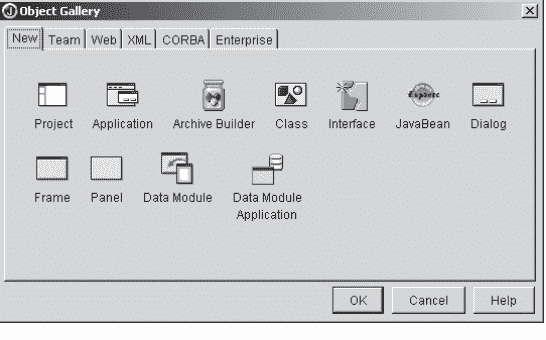 Object Gallery
New Team Web XML CORBA Enterprise
Project Application Archive Builder Class Interface JavaBean Dialog
Frame Panel Data Module Data Module Application
OK Cancel Help